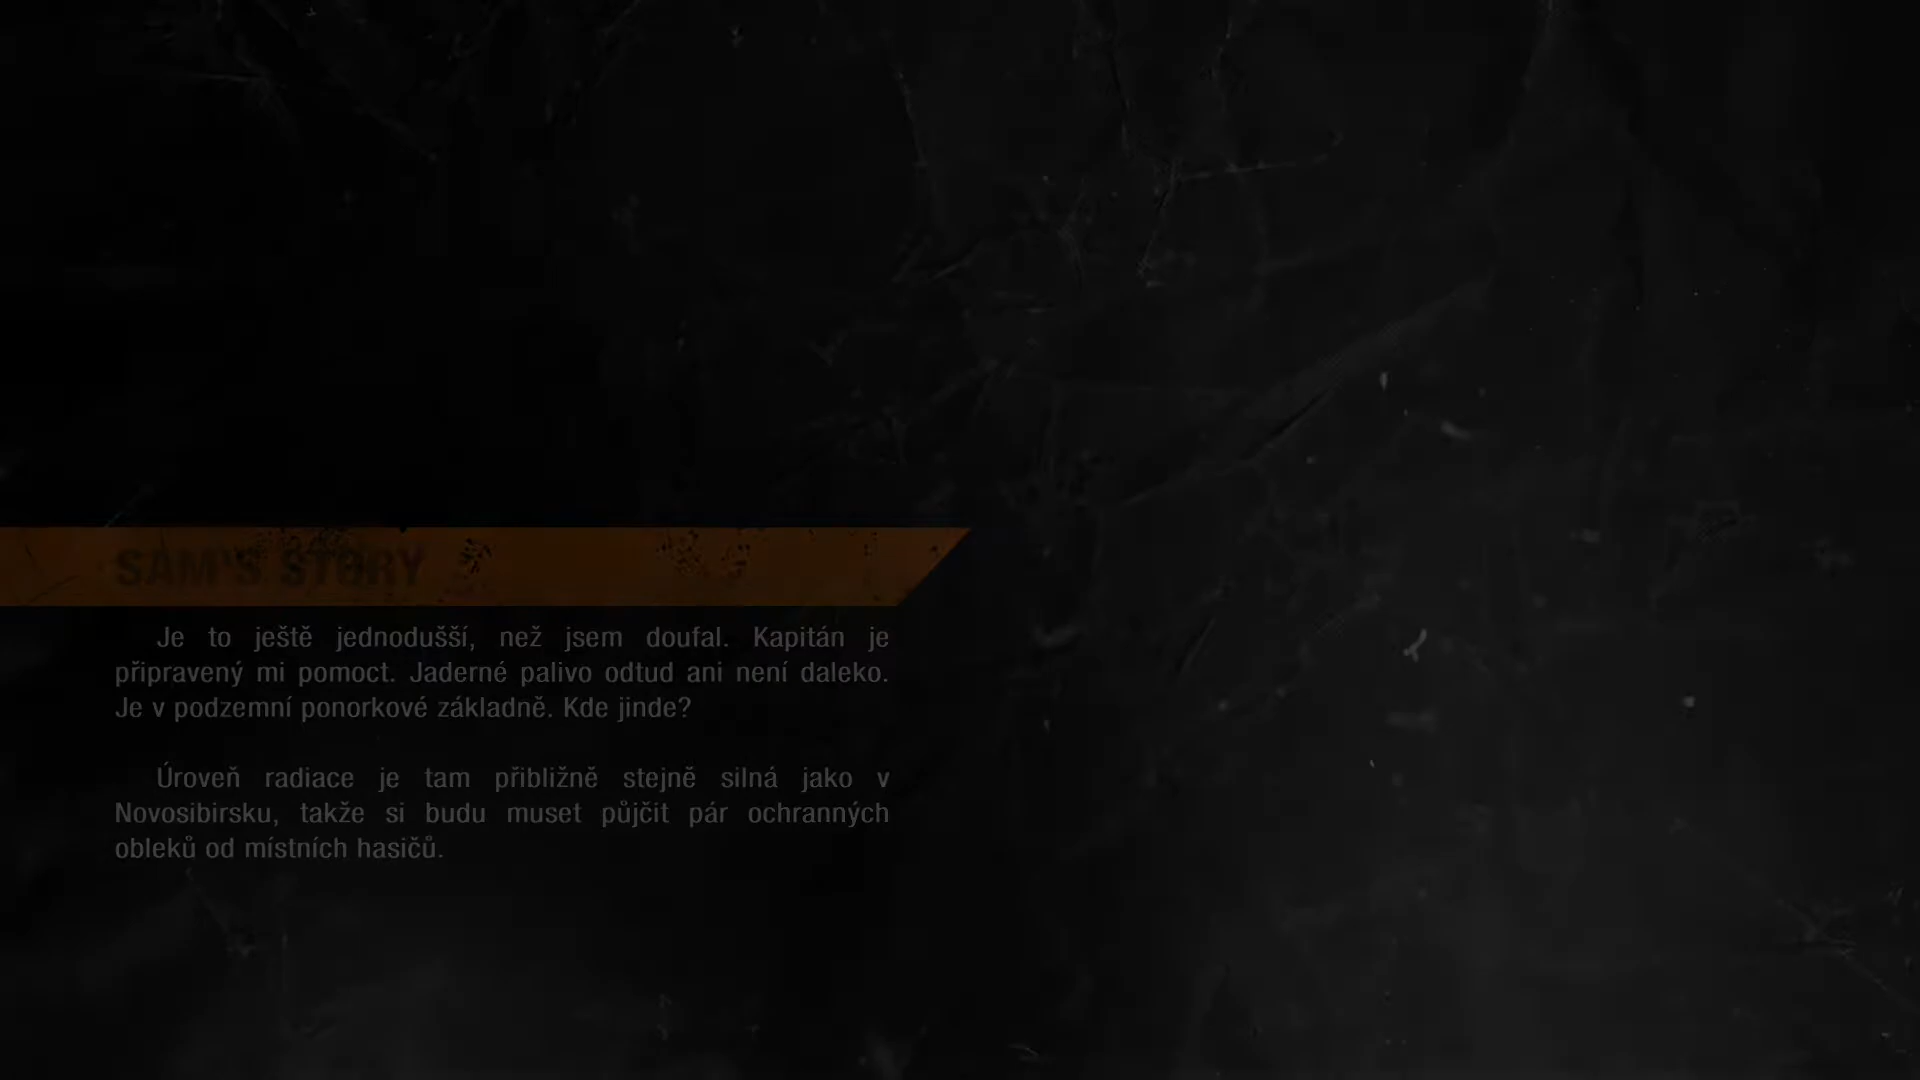 SAM'S STORY
Je to ještě jednodušší, než jsem doufal. Kapitán je
připravený mi pomoct. Jaderné palivo odtud ani není daleko.
Je v podzemní ponorkové základně. Kde jinde?
Úroveň radiace je tam přibližně stejně silná jako v
Novosibirsku, takže si budu muset půjčit pár ochranných
obleků od místních hasičů.